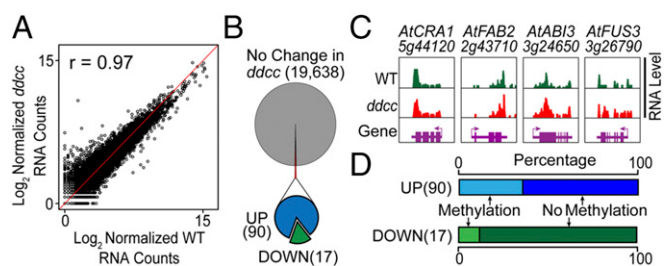 A
r = 0.97
15
0
Log2 Normalized ddcc
RNA Counts
0
15
Log2 Normalized WT
RNA Counts
B
No Change in
ddcc (19,638)
UP
(90)
DOWN(17)
C
AtCRA1 AtFAB2 AtABI3 AtFUS3
5g44120 2g43710 3g24650 3g26790
WT
ddcc
Gene
RNA Level
D
Percentage
0 100
UP(90)
Methylation No Methylation
DOWN(17)
0 100